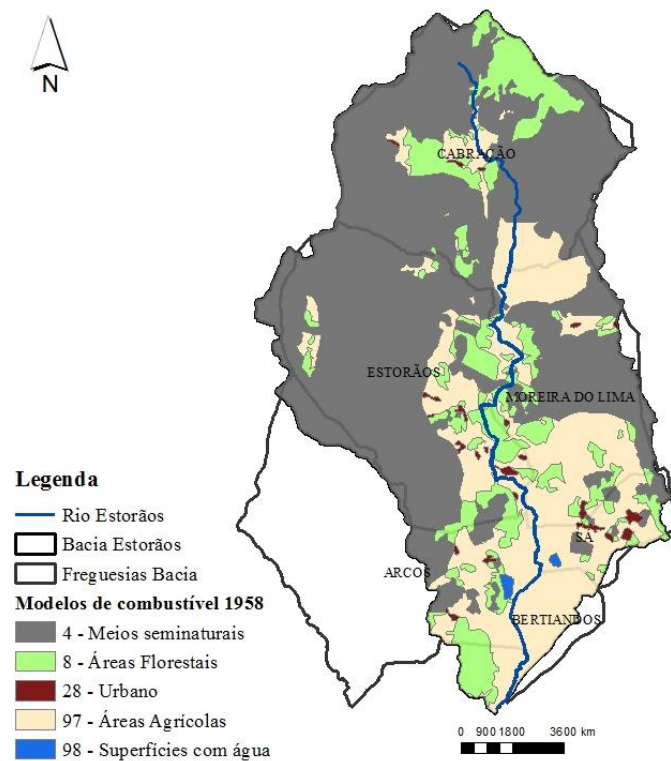 N
CABRAÇÃO
ESTORÃOS
MOREIRA DO LIMA
SÁ
ARCOS
BERTIANDOS
Legenda
Rio Estorãos
Bacia Estorãos
Freguesias Bacia
Modelos de combustível 1958
4 - Meios seminaturais
8 - Áreas Florestais
28 - Urbano
97 - Áreas Agrícolas
98 - Superfícies com água
0 900 1800 3600 km